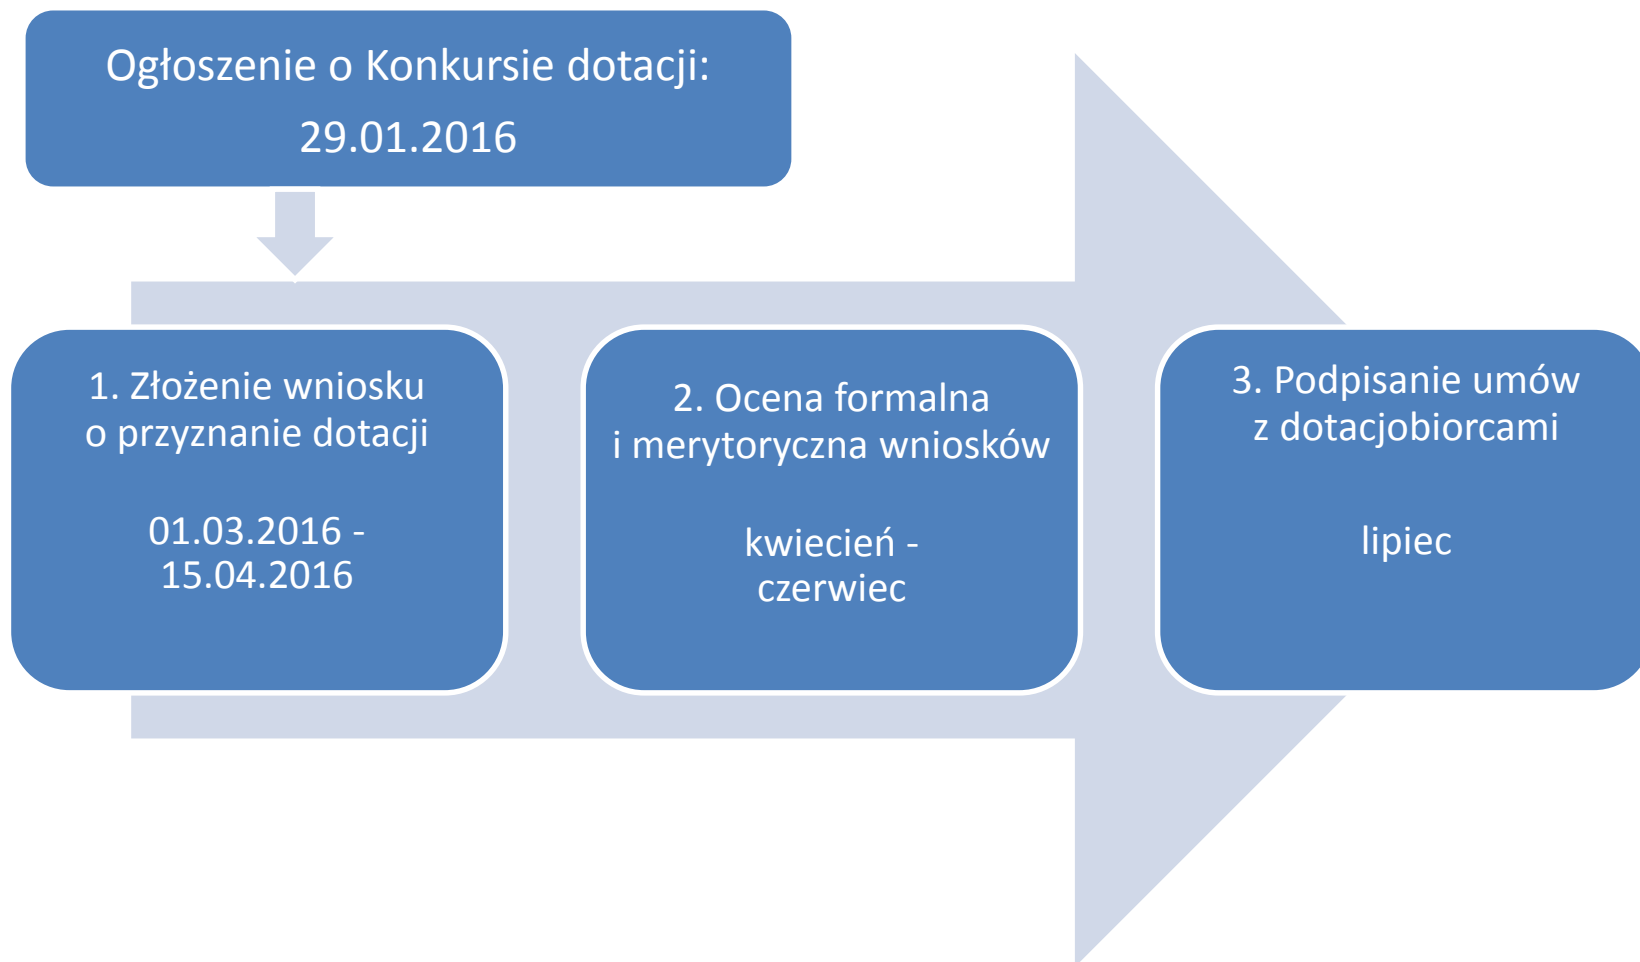 Ogłoszenie o Konkursie dotacji:
29.01.2016
1. Złożenie wniosku
o przyznanie dotacji
01.03.2016 -
15.04.2016
2. Ocena formalna
i merytoryczna wniosków
kwiecień -
czerwiec
3. Podpisanie umów
z dotacjobiorcami
lipiec